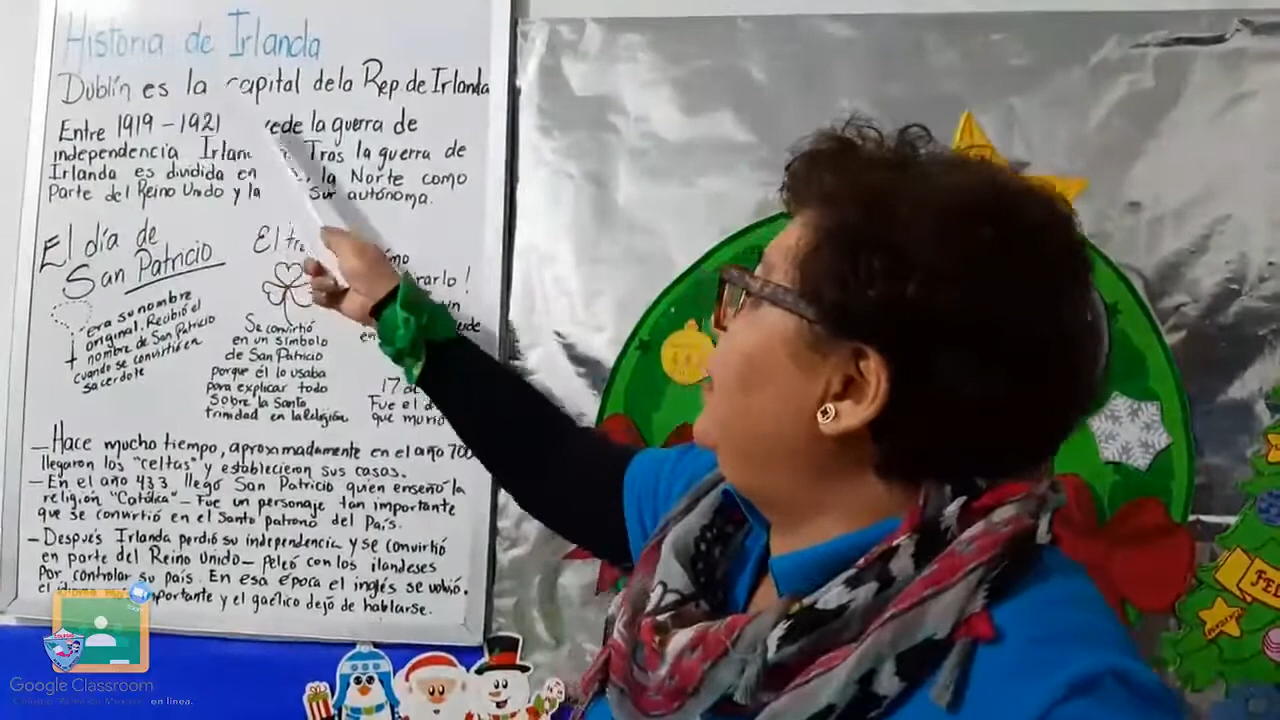 Historia de Irlanda
Dublín es la capital dela Rep de Irlanda
Entre 1919 - 1921 la guerra de
independencia Tras la guerra de
Irlanda es dividida en la Norte como
parte del Reino Unido y la Sur autónoma.
El día de
San Patricio
era su nombre
original. Recibió el
nombre de San Patricio
cuando se convirtió en
sacerdote
El
Se convirtió
en un símbolo
de San Patricio
porque él lo usaba
para explicar todo
sobre la Santa
trinidad en la Religión
17
Fue el
que murió
- Hace mucho tiempo, aproximadamente en el año 700
llegaron los "celtas" y establecieron sus casas.
- En el año 433 llegó San Patricio quien enseñó la
religión "Católica" - Fue un personaje tan importante
que se convirtió en el Santo patrono del País.
- Después Irlanda perdió su independencia y se convirtió
en parte del Reino Unido - Peleó con los ilandeses
por controlar su país. En esa época el inglés se volvió.
el y el gaélico dejó de hablarse.
Google Classroom
en línea.